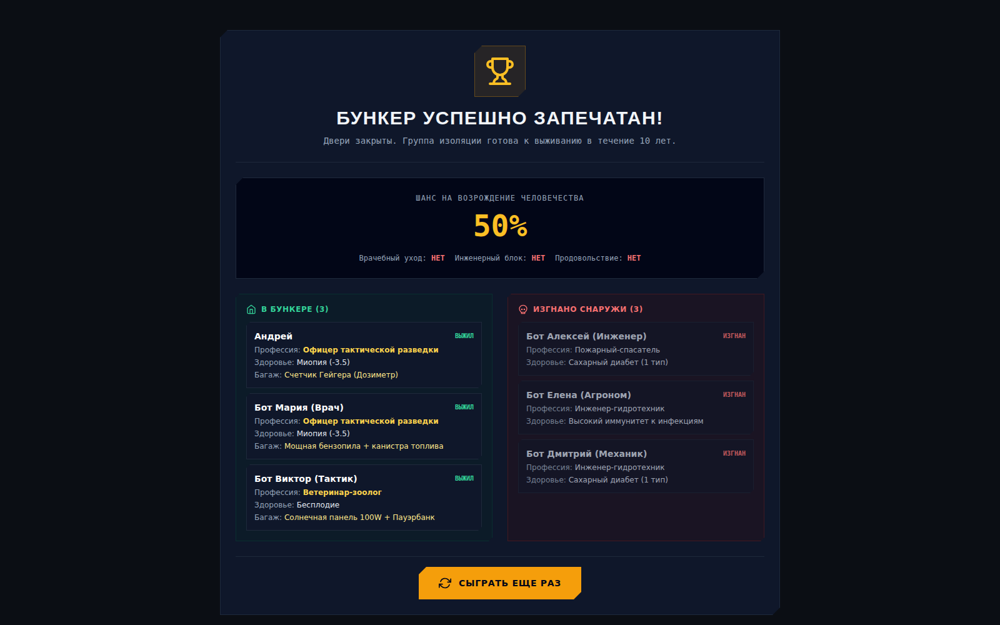 БУНКЕР УСПЕШНО ЗАПЕЧАТАН!
Двери закрыты. Группа изоляции готова к выживанию в течение 10 лет.
ШАНС НА ВОЗРОЖДЕНИЕ ЧЕЛОВЕЧЕСТВА
50%
Врачебный уход: НЕТ Инженерный блок: НЕТ Продовольствие: НЕТ
В БУНКЕРЕ (3)
Андрей ВЫЖИЛ
Профессия: Офицер тактической разведки
Здоровье: Миопия (-3.5)
Багаж: Счетчик Гейгера (Дозиметр)
Бот Мария (Врач) ВЫЖИЛ
Профессия: Офицер тактической разведки
Здоровье: Миопия (-3.5)
Багаж: Мощная бензопила + канистра топлива
Бот Виктор (Тактик) ВЫЖИЛ
Профессия: Ветеринар-зоолог
Здоровье: Бесплодие
Багаж: Солнечная панель 100W + Пауэрбанк
ИЗГНАНО СНАРУЖИ (3)
Бот Алексей (Инженер) ИЗГНАН
Профессия: Пожарный-спасатель
Здоровье: Сахарный диабет (1 тип)
Бот Елена (Агроном) ИЗГНАН
Профессия: Инженер-гидротехник
Здоровье: Высокий иммунитет к инфекциям
Бот Дмитрий (Механик) ИЗГНАН
Профессия: Инженер-гидротехник
Здоровье: Сахарный диабет (1 тип)
СЫГРАТЬ ЕЩЕ РАЗ